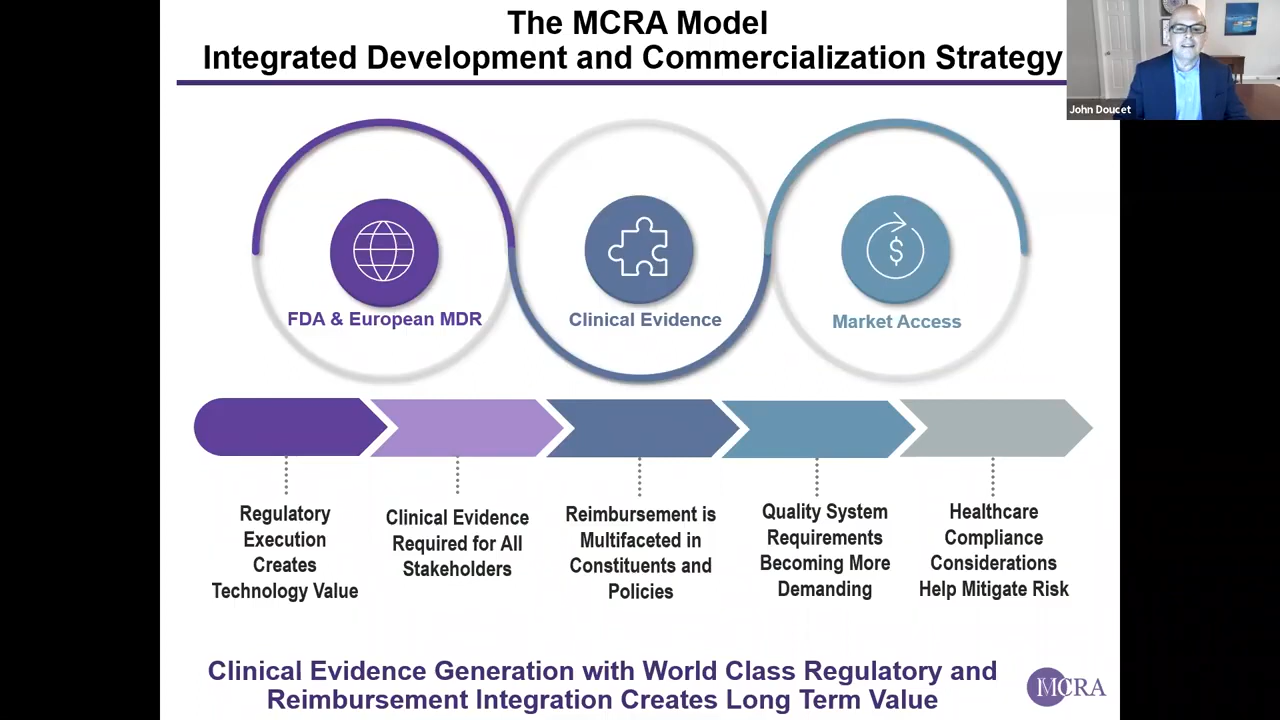 The MCRA Model
Integrated Development and Commercialization Strategy
John Doucet
FDA & European MDR
Clinical Evidence
$
Market Access
Regulatory
Execution
Creates
Technology Value
Clinical Evidence
Required for All
Stakeholders
Reimbursement is
Multifaceted in
Constituents and
Policies
Quality System
Requirements
Becoming More
Demanding
Healthcare
Compliance
Considerations
Help Mitigate Risk
Clinical Evidence Generation with World Class Regulatory and
Reimbursement Integration Creates Long Term Value
MCRA